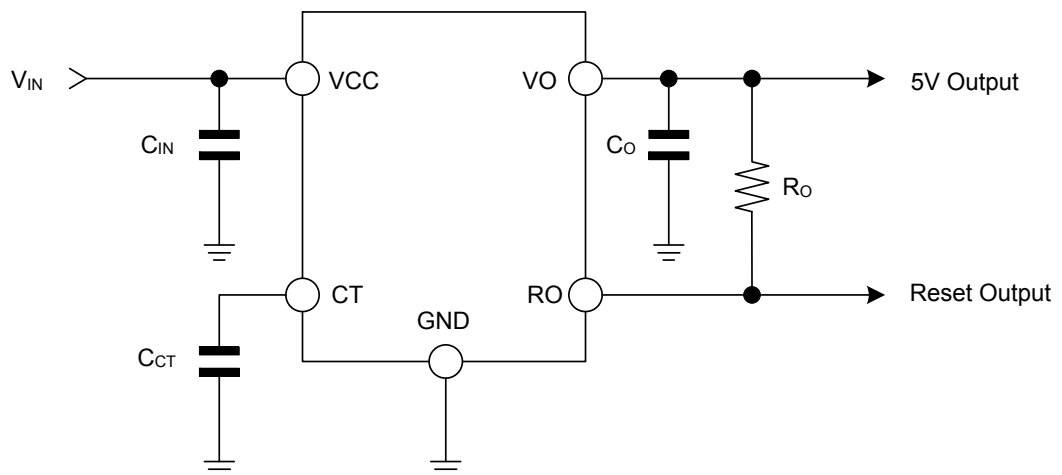 VIN
VCC
VO
5V Output
CIN
CO
RO
CT
RO
Reset Output
GND
CCT